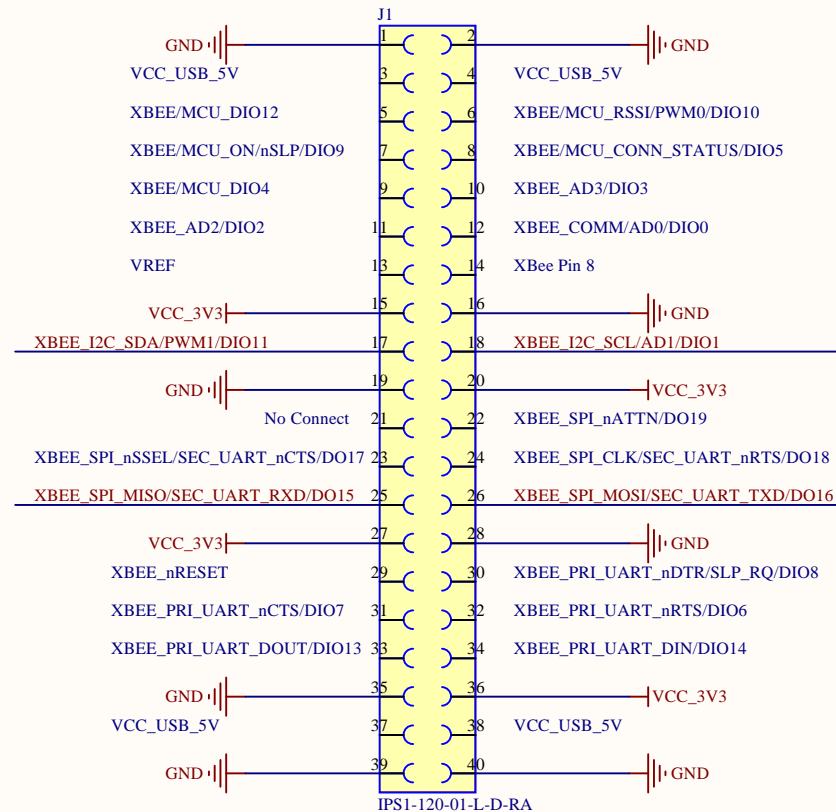 J1
GND 1 2 GND
VCC_USB_5V 3 4 VCC_USB_5V
XBEE/MCU_DIO12 5 6 XBEE/MCU_RSSI/PWM0/DIO10
XBEE/MCU_ON/nSLP/DIO9 7 8 XBEE/MCU_CONN_STATUS/DIO5
XBEE/MCU_DIO4 9 10 XBEE_AD3/DIO3
XBEE_AD2/DIO2 11 12 XBEE_COMM/AD0/DIO0
VREF 13 14 XBee Pin 8
VCC_3V3 15 16 GND
XBEE_I2C_SDA/PWM1/DIO11 17 18 XBEE_I2C_SCL/AD1/DIO1
GND 19 20 VCC_3V3
No Connect 21 22 XBEE_SPI_nATTN/DO19
XBEE_SPI_nSSEL/SEC_UART_nCTS/DO17 23 24 XBEE_SPI_CLK/SEC_UART_nRTS/DO18
XBEE_SPI_MISO/SEC_UART_RXD/DO15 25 26 XBEE_SPI_MOSI/SEC_UART_TXD/DO16
VCC_3V3 27 28 GND
XBEE_nRESET 29 30 XBEE_PRI_UART_nDTR/SLP_RQ/DIO8
XBEE_PRI_UART_nCTS/DIO7 31 32 XBEE_PRI_UART_nRTS/DIO6
XBEE_PRI_UART_DOUT/DIO13 33 34 XBEE_PRI_UART_DIN/DIO14
GND 35 36 VCC_3V3
VCC_USB_5V 37 38 VCC_USB_5V
GND 39 40 GND
IPS1-120-01-L-D-RA